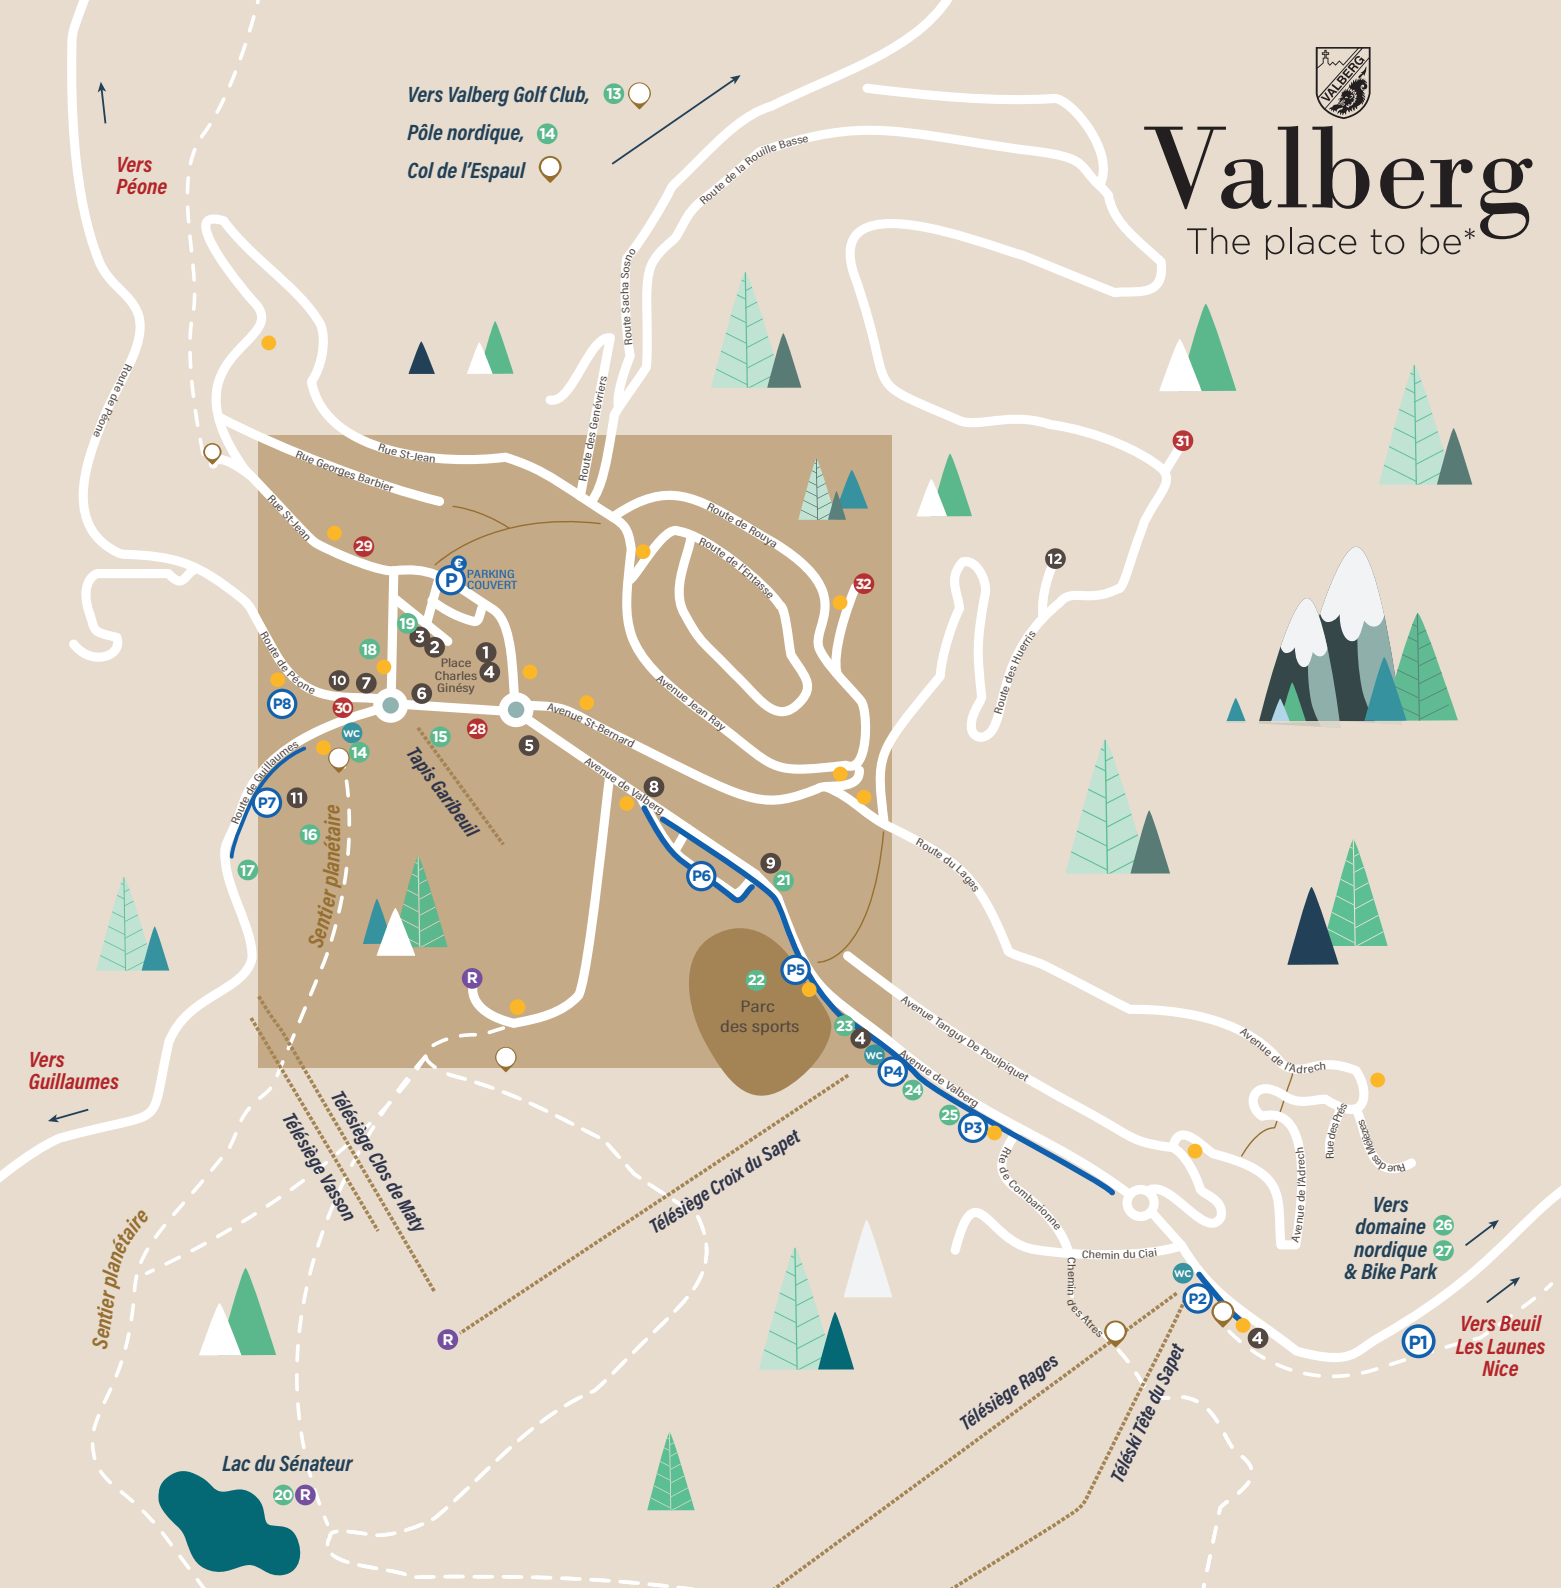 VALBERG
Valberg
The place to be*
Vers Valberg Golf Club, 13
Pôle nordique, 14
Col de l'Espaul
Vers
Péone
Route de la Rouille Basse
Route Sacha Sosno
Route des Genévriers
Route de Péone
Rue St-Jean
Rue Georges Barbier
Rue St-Jean
31
Route de Rouya
Route de l'Entasse
29
€
P
PARKING
COUVERT
12
32
19
3
2
18
1
Place
Charles
Ginésy
4
Route de Péone
10
7
6
P8
30
Route des Huerris
Avenue Jean Ray
Avenue St-Bernard
28
15
5
WC
14
Tapis Garibeuil
Route de Guillaumes
Avenue de Valberg
8
P7
11
16
17
Sentier planétaire
9
21
P6
Route du Lagas
R
22
P5
Parc
des sports
23
4
WC
P4
24
25
P3
Avenue de Valberg
Avenue Tanguy De Poulpiquet
Avenue de l'Adrech
Rue des Prés
Rue des Mélèzes
Avenue de l'Adrech
Vers
Guillaumes
Télésiège Clos de Maty
Télésiège Vasson
Télésiège Croix du Sapet
Rte de Combarionne
Chemin du Ciai
Chemin des Atres
Vers
domaine 26
nordique 27
& Bike Park
Sentier planétaire
WC
P2
4
P1
Vers Beuil
Les Launes
Nice
R
Télésiège Rages
Téléski Tête du Sapet
Lac du Sénateur
20 R